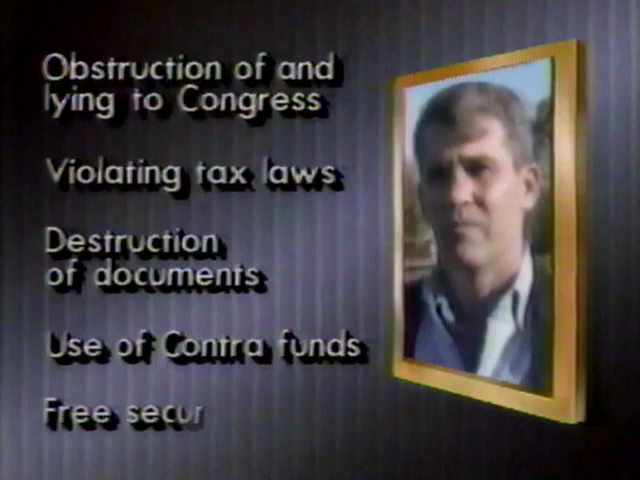 Obstruction of and
lying to Congress
Violating tax laws
Destruction
of documents
Use of Contra funds
Free secur